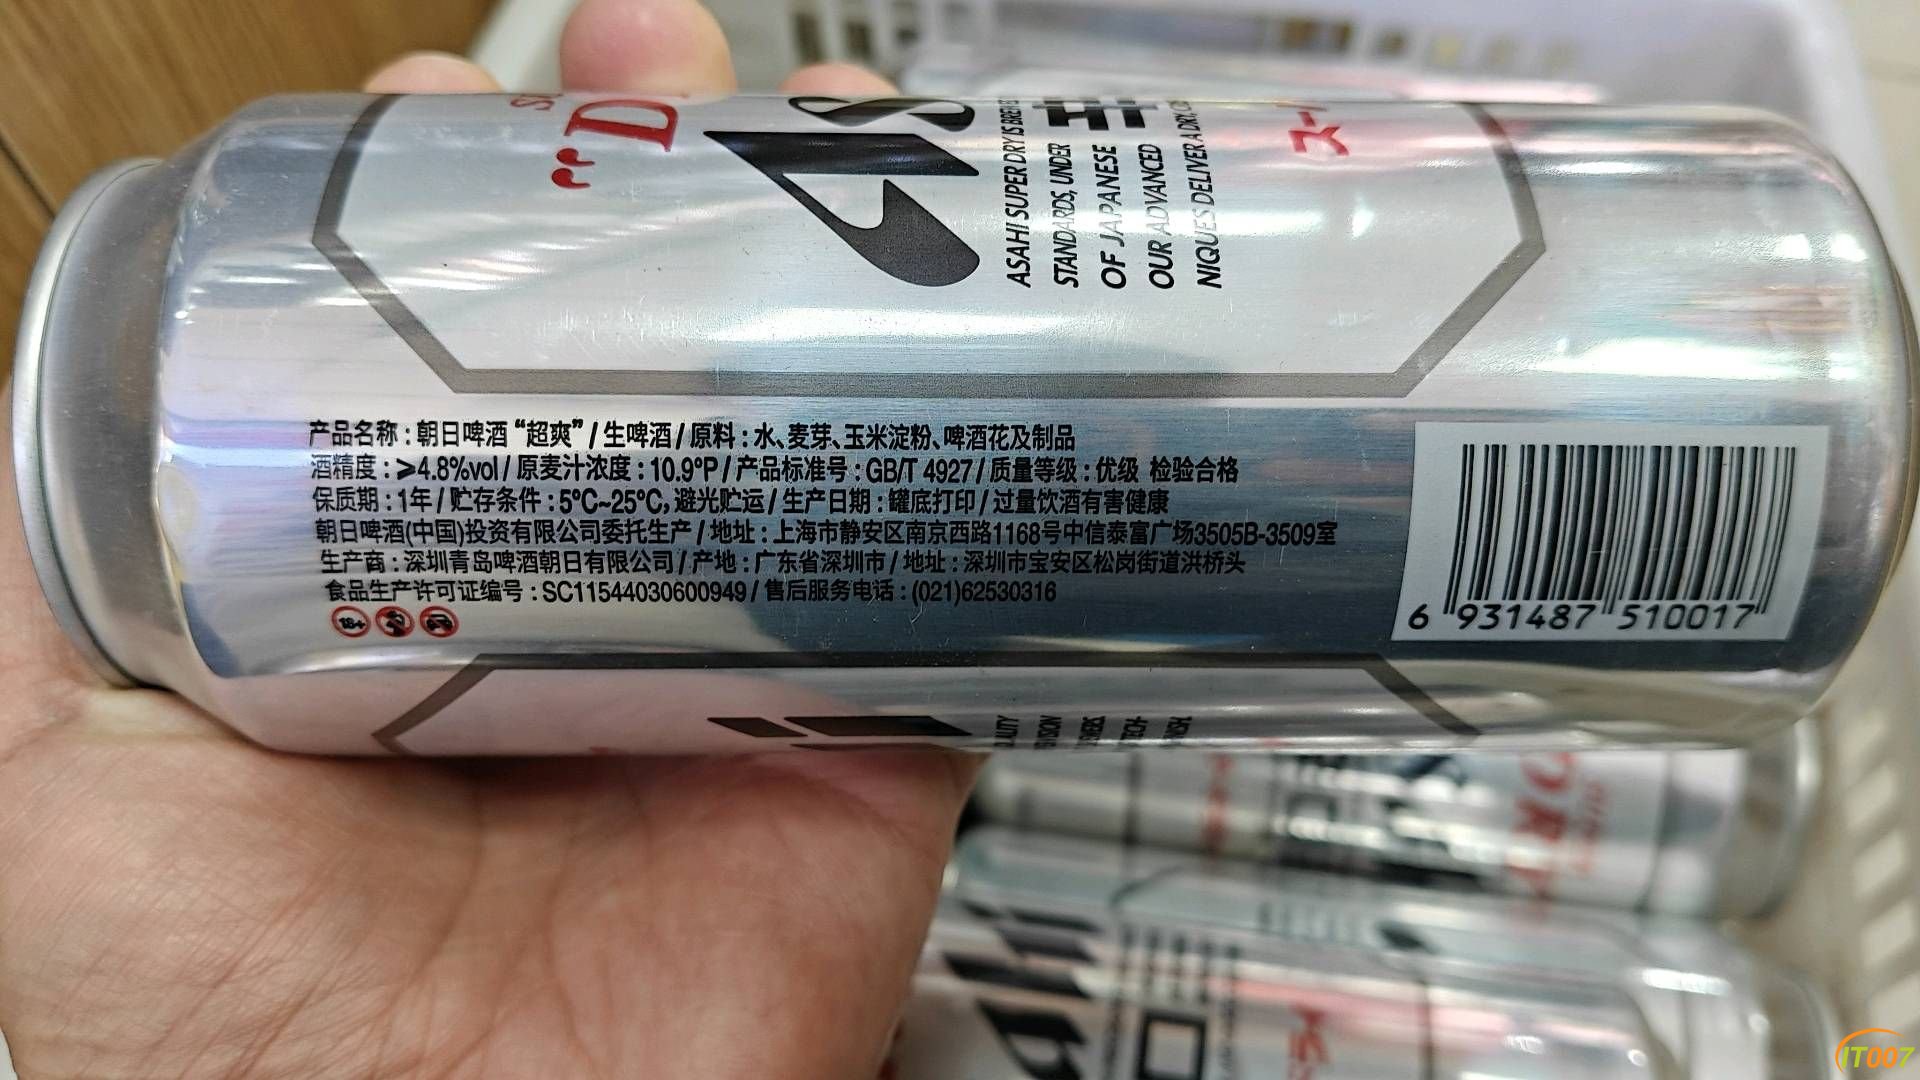 "D
ASAHI SUPER DRY IS BREWED
STANDARDS, UNDER
OF JAPANESE
OUR ADVANCED
NIQUES DELIVER A DRY, CR
スー
产品名称：朝日啤酒“超爽” / 生啤酒 / 原料：水、麦芽、玉米淀粉、啤酒花及制品
酒精度：≥4.8%vol / 原麦汁浓度：10.9°P / 产品标准号：GB/T 4927 / 质量等级：优级 检验合格
保质期：1年 / 贮存条件：5°C~25°C, 避光贮运 / 生产日期：罐底打印 / 过量饮酒有害健康
朝日啤酒(中国)投资有限公司委托生产 / 地址：上海市静安区南京西路1168号中信泰富广场3505B-3509室
生产商：深圳青岛啤酒朝日有限公司 / 产地：广东省深圳市 / 地址：深圳市宝安区松岗街道洪桥头
食品生产许可证编号：SC11544030600949 / 售后服务电话：(021)62530316
6 931487 510017
TECH-
IT007